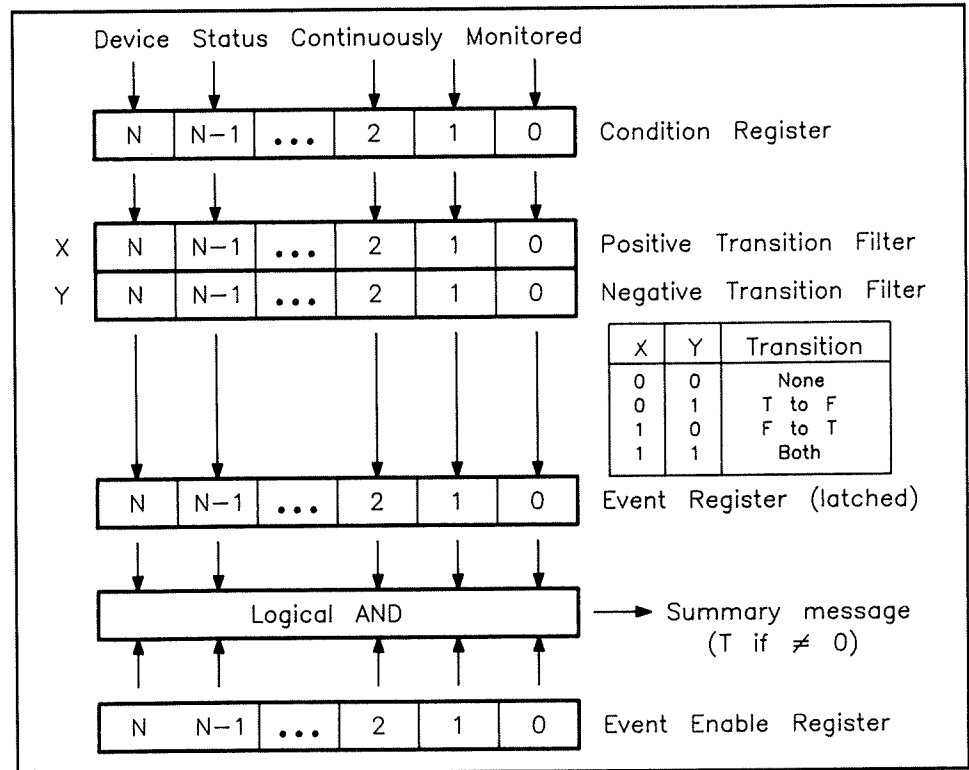 Device Status Continuously Monitored
N N-1 ... 2 1 0 Condition Register
X N N-1 ... 2 1 0 Positive Transition Filter
Y N N-1 ... 2 1 0 Negative Transition Filter
X Y Transition
0 0 None
0 1 T to F
1 0 F to T
1 1 Both
N N-1 ... 2 1 0 Event Register (latched)
Logical AND Summary message
(T if ≠ 0)
N N-1 ... 2 1 0 Event Enable Register